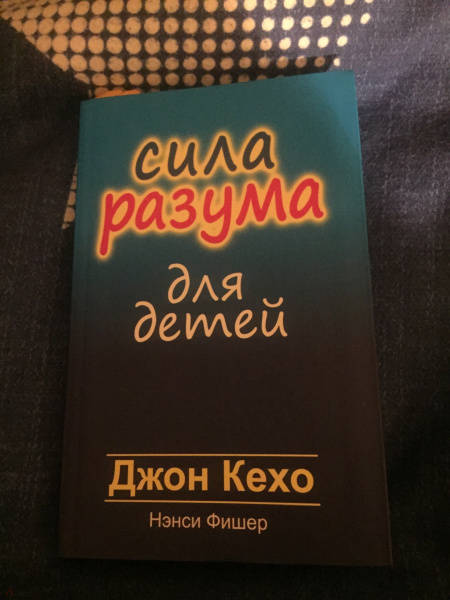 сила
разума
для
детей
Джон Кехо
Нэнси Фишер